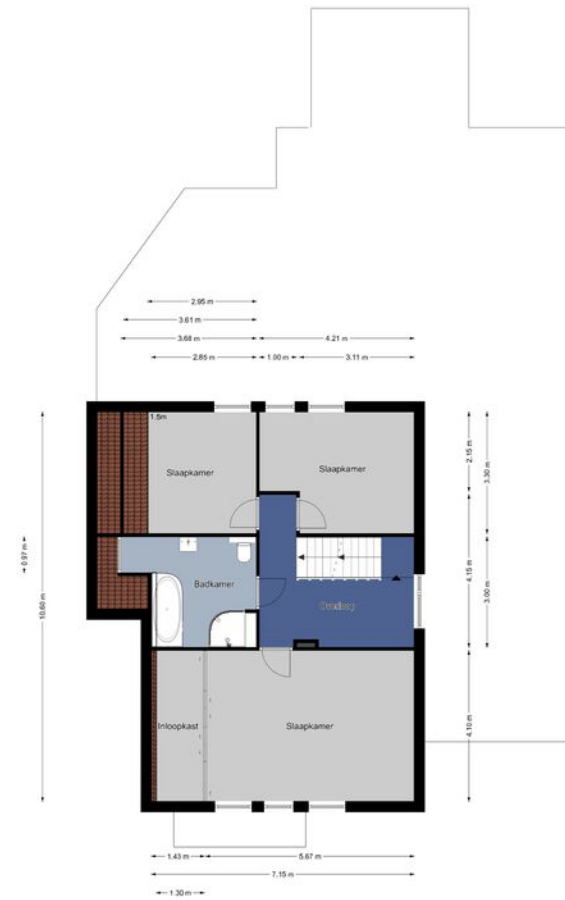 2.95 m
3.61 m
3.68 m
4.21 m
2.85 m
1.00 m
3.11 m
1.5m
Slaapkamer
Slaapkamer
2.15 m
3.30 m
0.97 m
10.60 m
Badkamer
Overloop
4.15 m
3.00 m
Inloopkast
Slaapkamer
4.10 m
1.43 m
5.67 m
7.15 m
1.30 m